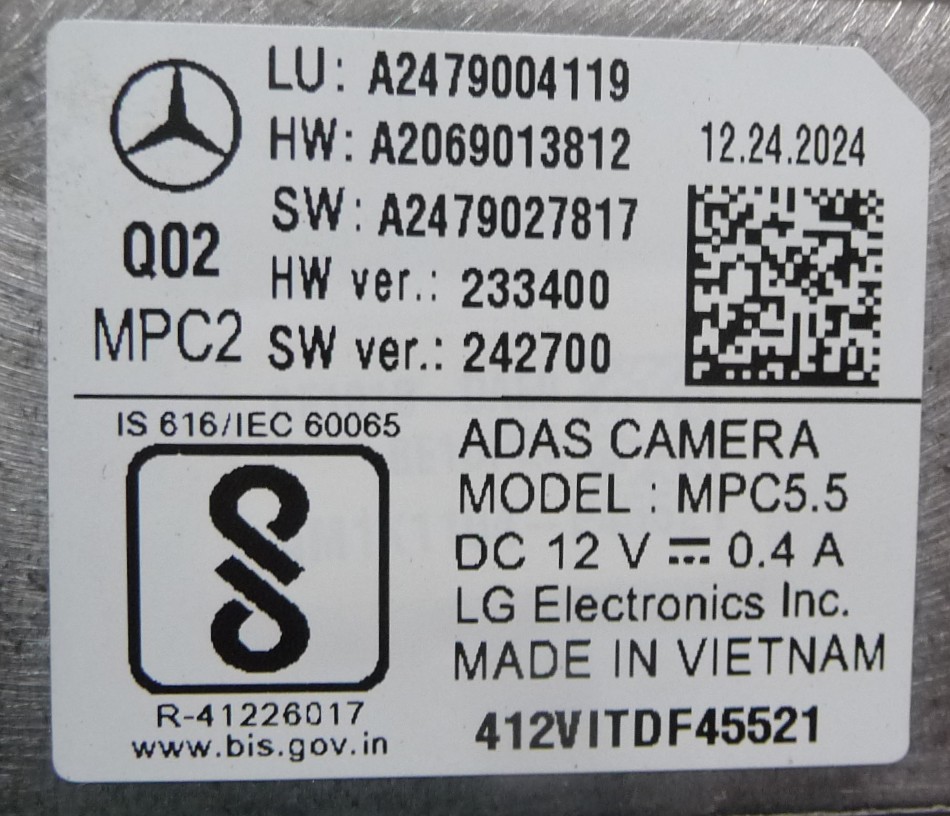 LU: A2479004119
HW: A2069013812
12.24.2024
SW: A2479027817
Q02
HW ver.: 233400
MPC2
SW ver.: 242700
IS 616/IEC 60065
ADAS CAMERA
MODEL : MPC5.5
DC 12 V ⎓ 0.4 A
LG Electronics Inc.
MADE IN VIETNAM
R-41226017
412VITDF45521
www.bis.gov.in